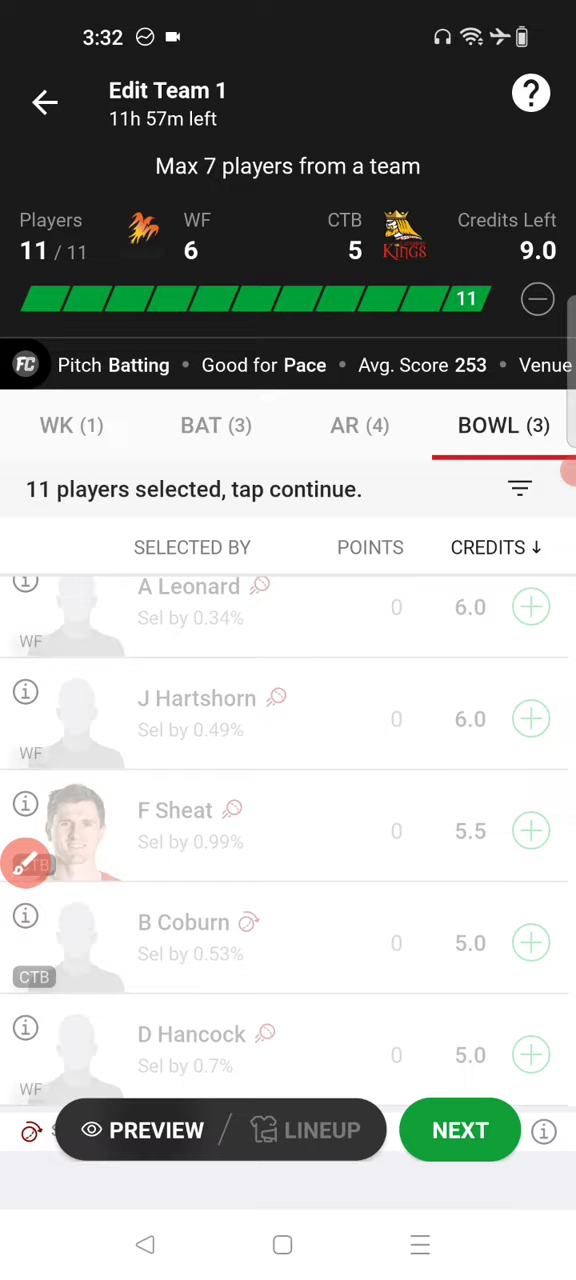 3:32
Edit Team 1
11h 57m left
?
Max 7 players from a team
Players
WF
CTB
Credits Left
11 / 11
6
5
KINGS
9.0
11
FC Pitch Batting • Good for Pace • Avg. Score 253 • Venue
WK (1)
BAT (3)
AR (4)
BOWL (3)
11 players selected, tap continue.
SELECTED BY
POINTS
CREDITS ↓
A Leonard
Sel by 0.34%
0
6.0
WF
J Hartshorn
Sel by 0.49%
0
6.0
WF
F Sheat
Sel by 0.99%
0
5.5
CTB
B Coburn
Sel by 0.53%
0
5.0
CTB
D Hancock
Sel by 0.7%
0
5.0
WF
PREVIEW / LINEUP
NEXT